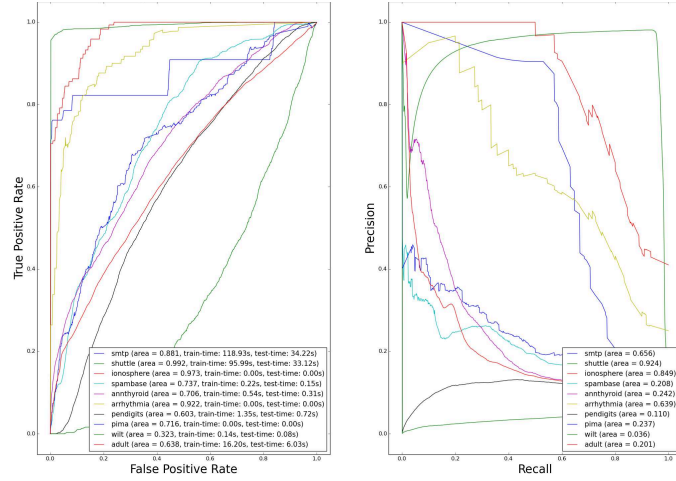 1.0
0.8
0.6
0.4
0.2
0.0
0.0
0.2
0.4
0.6
0.8
1.0
True Positive Rate
False Positive Rate
smtp (area = 0.881, train-time: 118.93s, test-time: 34.22s)
shuttle (area = 0.992, train-time: 95.99s, test-time: 33.12s)
ionosphere (area = 0.973, train-time: 0.00s, test-time: 0.00s)
spambase (area = 0.737, train-time: 0.22s, test-time: 0.15s)
annthyroid (area = 0.706, train-time: 0.54s, test-time: 0.31s)
arrhythmia (area = 0.922, train-time: 0.00s, test-time: 0.00s)
pendigits (area = 0.603, train-time: 1.35s, test-time: 0.72s)
pima (area = 0.716, train-time: 0.00s, test-time: 0.00s)
wilt (area = 0.323, train-time: 0.14s, test-time: 0.08s)
adult (area = 0.638, train-time: 16.20s, test-time: 6.03s)
1.0
0.8
0.6
0.4
0.2
0.0
0.0
0.2
0.4
0.6
0.8
1.0
Precision
Recall
smtp (area = 0.656)
shuttle (area = 0.924)
ionosphere (area = 0.849)
spambase (area = 0.208)
annthyroid (area = 0.242)
arrhythmia (area = 0.639)
pendigits (area = 0.110)
pima (area = 0.237)
wilt (area = 0.036)
adult (area = 0.201)